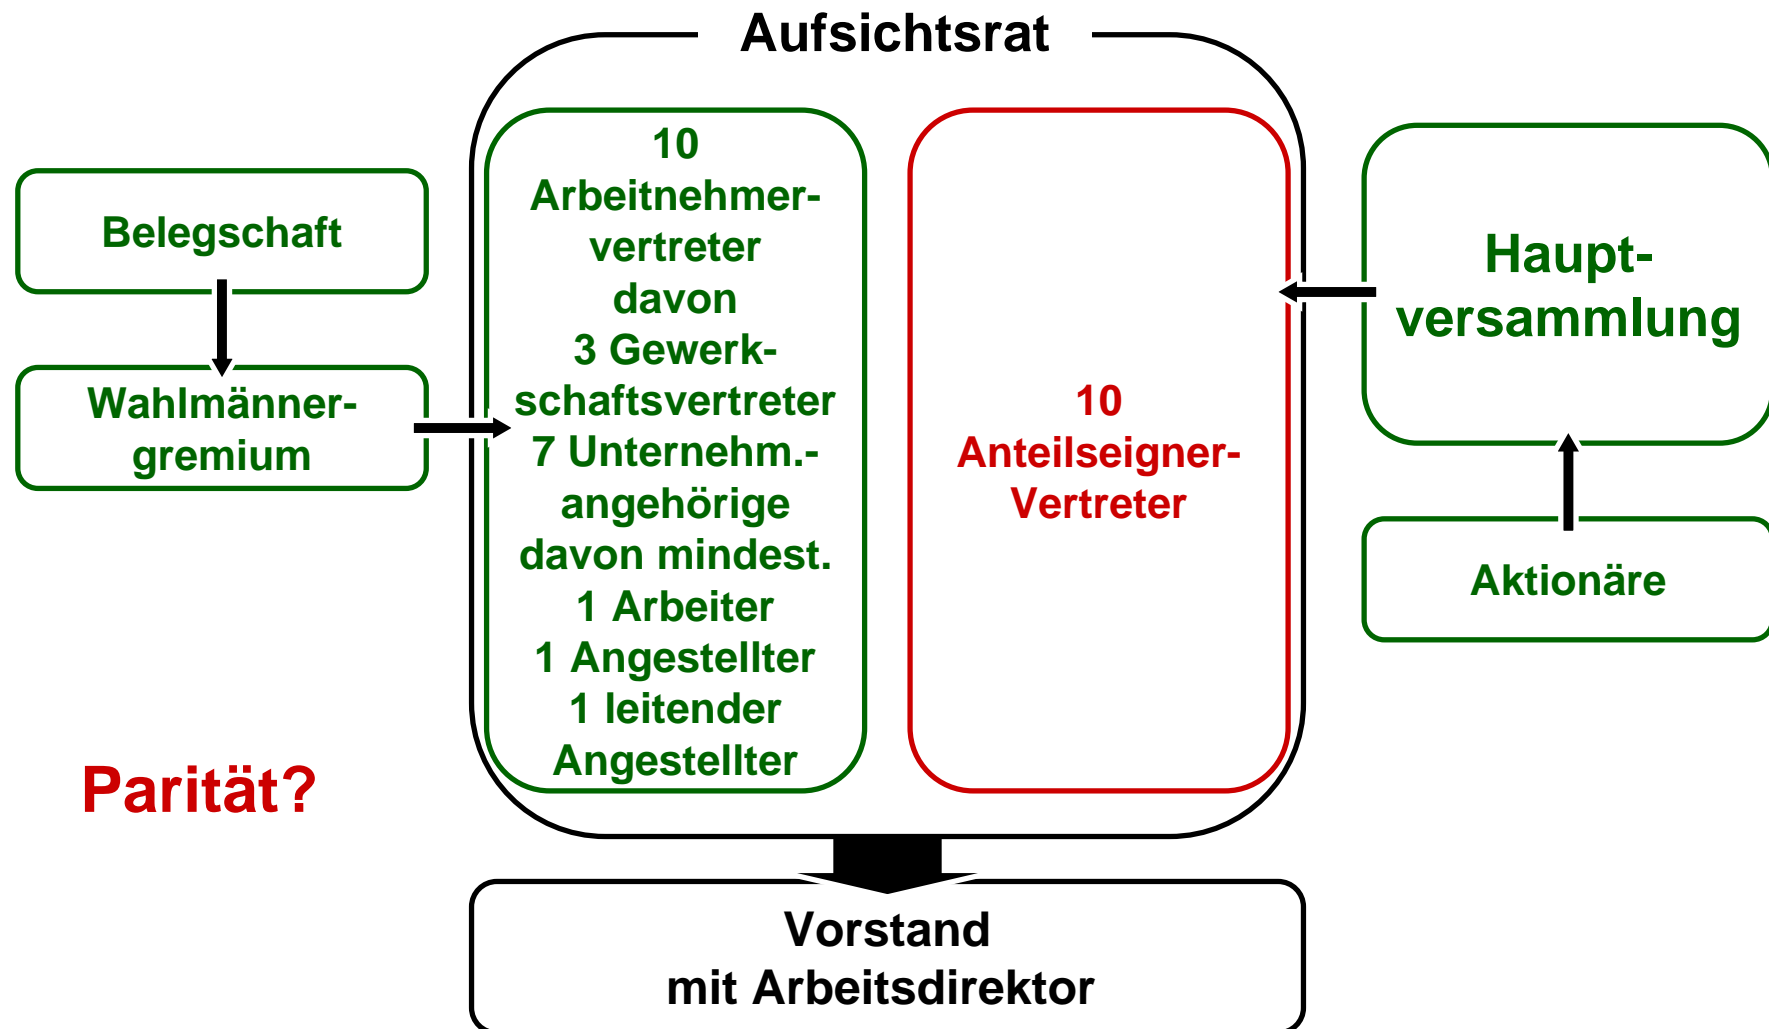 Aufsichtsrat
Belegschaft
Wahlmänner-
gremium
10
Arbeitnehmer-
vertreter
davon
3 Gewerk-
schaftsvertreter
7 Unternehm.-
angehörige
davon mindest.
1 Arbeiter
1 Angestellter
1 leitender
Angestellter
10
Anteilseigner-
Vertreter
Haupt-
versammlung
Aktionäre
Parität?
Vorstand
mit Arbeitsdirektor